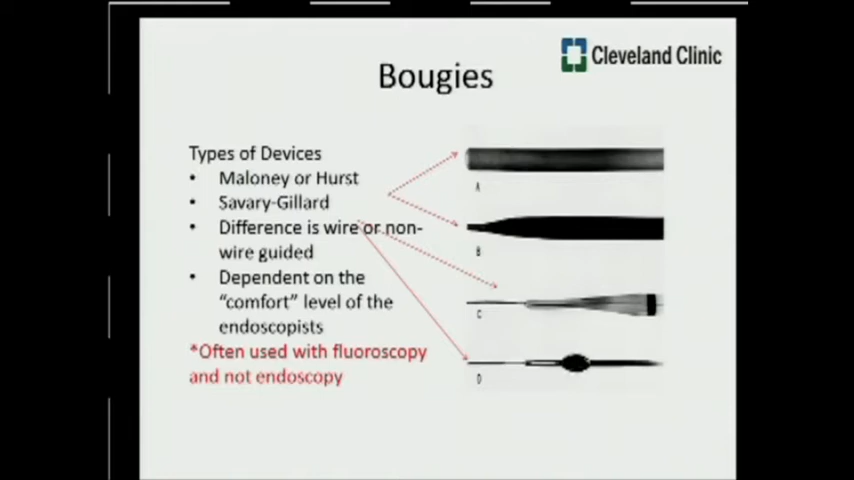 Cleveland Clinic
Bougies
Types of Devices
• Maloney or Hurst
• Savary-Gillard
• Difference is wire or non-
wire guided
• Dependent on the
“comfort” level of the
endoscopists
*Often used with fluoroscopy
and not endoscopy
A
B
C
D